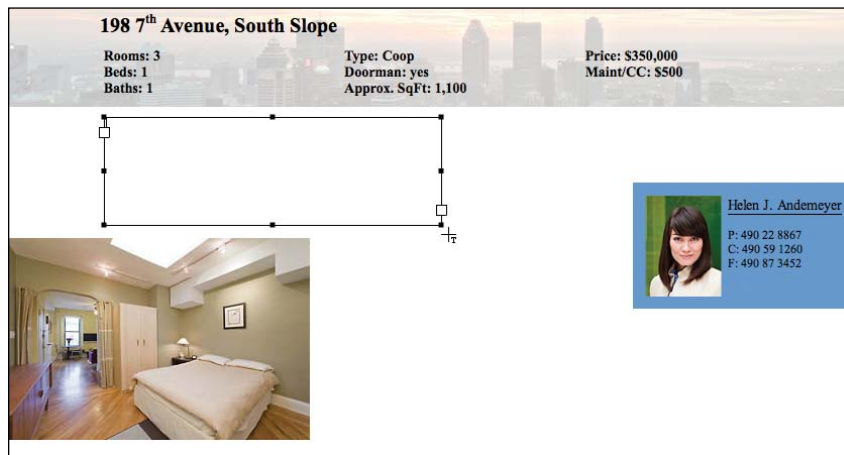 198 7th Avenue, South Slope
Rooms: 3
Beds: 1
Baths: 1
Type: Coop
Doorman: yes
Approx. SqFt: 1,100
Price: $350,000
Maint/CC: $500
Helen J. Andemeyer
P: 490 22 8867
C: 490 59 1260
F: 490 87 3452